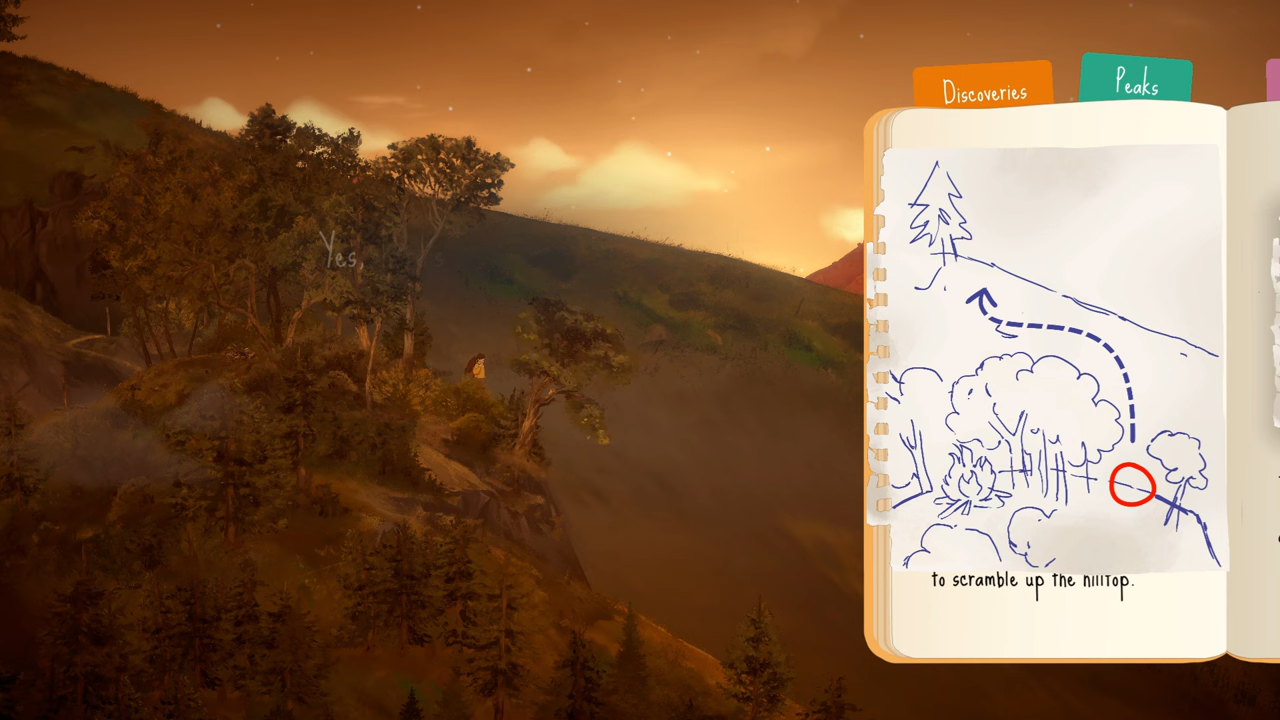 Discoveries
Peaks
Yes
to scramble up the hilltop.